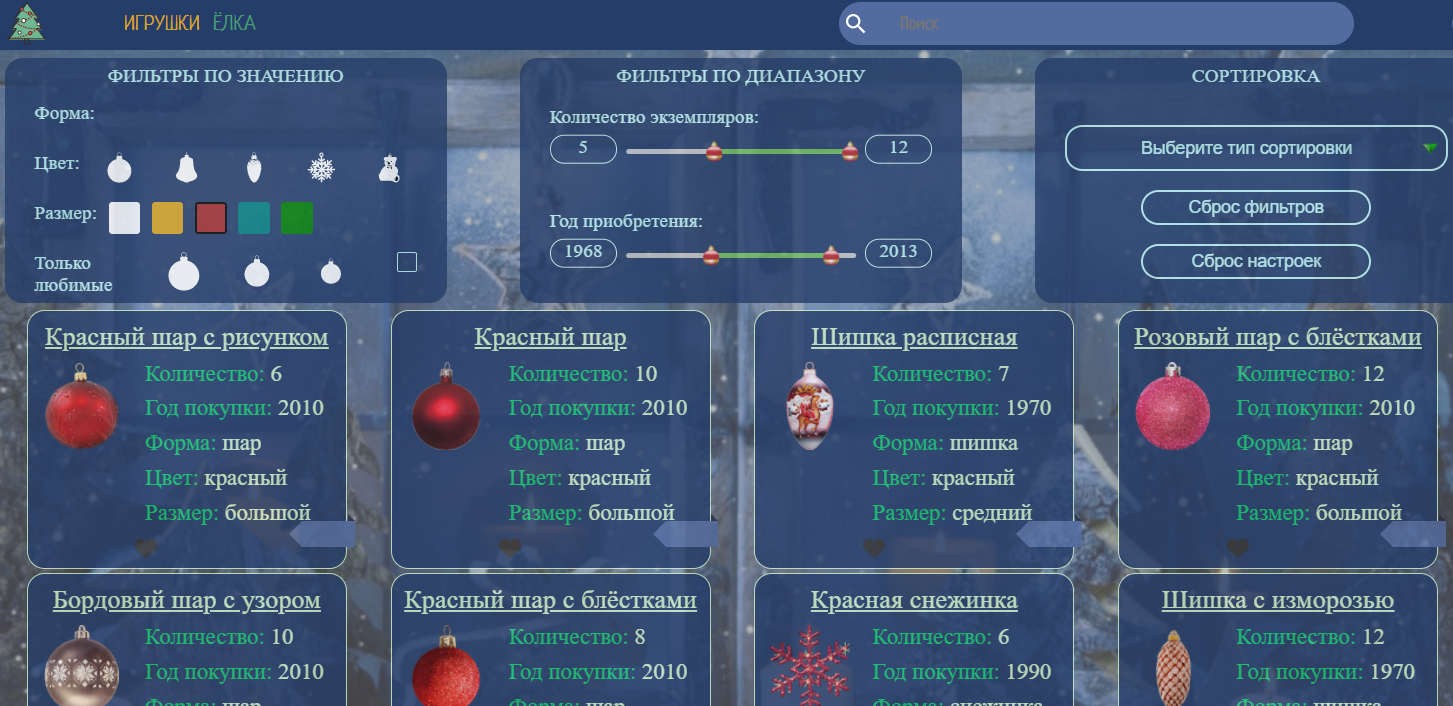 ИГРУШКИ ЁЛКА
Поиск
ФИЛЬТРЫ ПО ЗНАЧЕНИЮ
Форма:
Цвет:
Размер:
Только
любимые
ФИЛЬТРЫ ПО ДИАПАЗОНУ
Количество экземпляров:
5 12
Год приобретения:
1968 2013
СОРТИРОВКА
Выберите тип сортировки
Сброс фильтров
Сброс настроек
Красный шар с рисунком
Количество: 6
Год покупки: 2010
Форма: шар
Цвет: красный
Размер: большой
Красный шар
Количество: 10
Год покупки: 2010
Форма: шар
Цвет: красный
Размер: большой
Шишка расписная
Количество: 7
Год покупки: 1970
Форма: шишка
Цвет: красный
Размер: средний
Розовый шар с блёстками
Количество: 12
Год покупки: 2010
Форма: шар
Цвет: красный
Размер: большой
Бордовый шар с узором
Количество: 10
Год покупки: 2010
Форма: шар
Красный шар с блёстками
Количество: 8
Год покупки: 2010
Форма: шар
Красная снежинка
Количество: 6
Год покупки: 1990
Форма: снежинка
Шишка с изморозью
Количество: 12
Год покупки: 1970
Форма: шишка